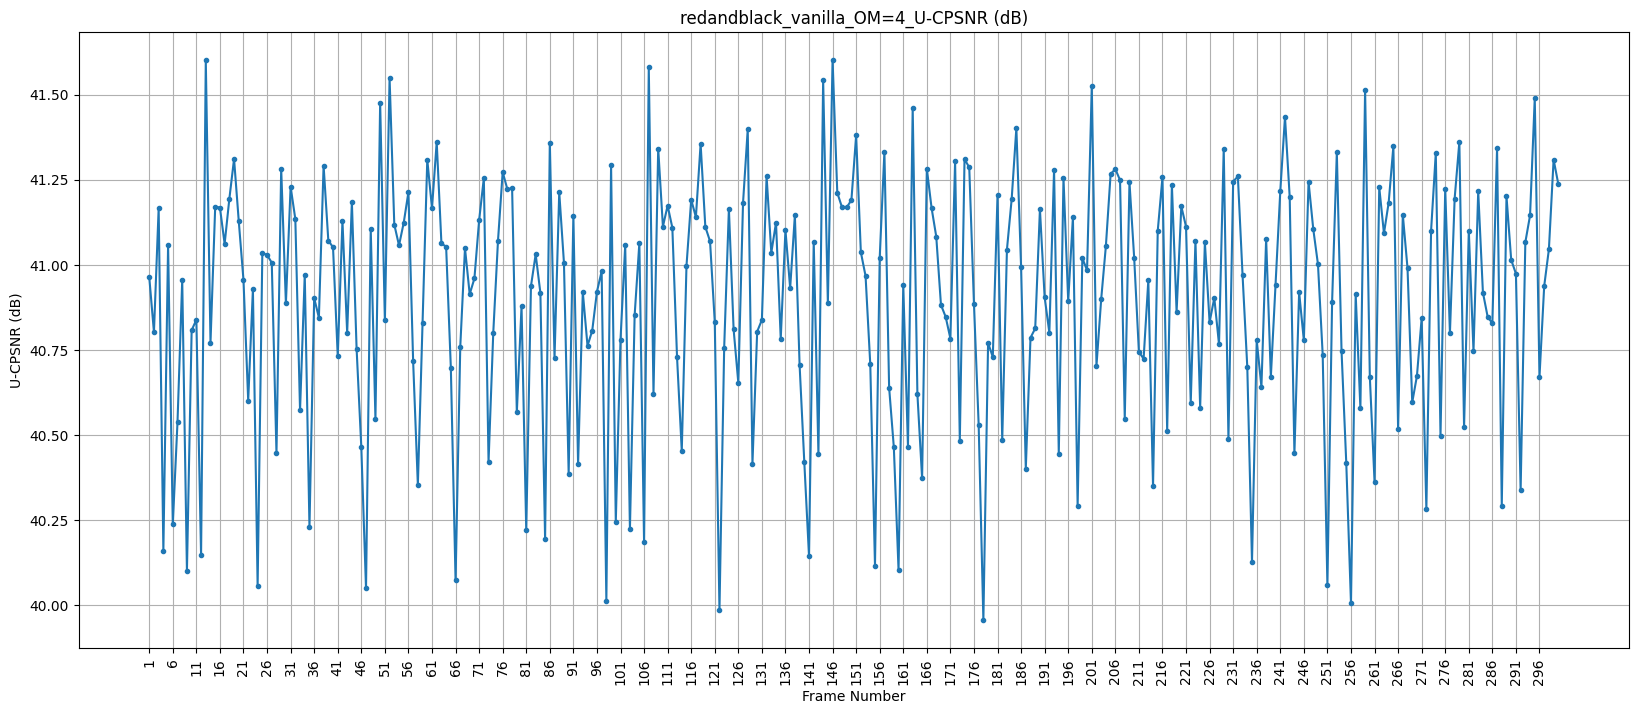 redandblack_vanilla_OM=4_U-CPSNR (dB)
U-CPSNR (dB)
41.50
41.25
41.00
40.75
40.50
40.25
40.00
1 6 11 16 21 26 31 36 41 46 51 56 61 66 71 76 81 86 91 96 101 106 111 116 121 126 131 136 141 146 151 156 161 166 171 176 181 186 191 196 201 206 211 216 221 226 231 236 241 246 251 256 261 266 271 276 281 286 291 296
Frame Number